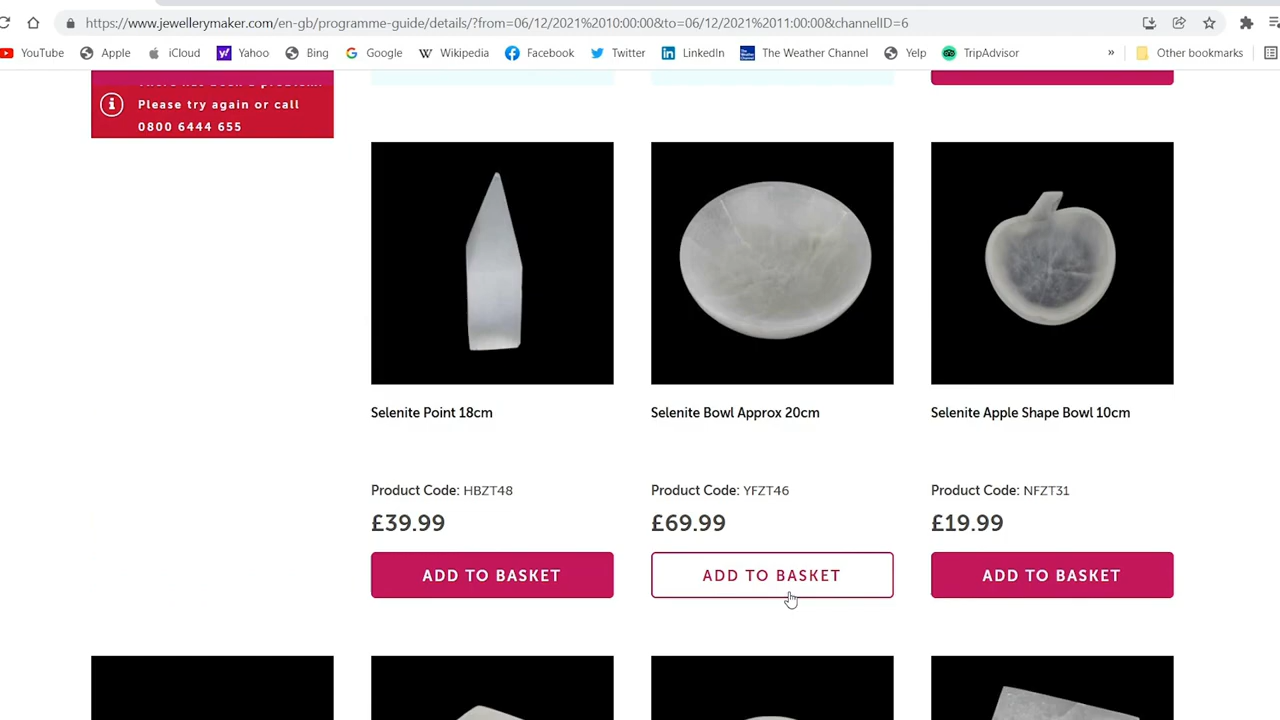 https://www.jewellerymaker.com/en-gb/programme-guide/details/?from=06/12/2021%2010:00:00&to=06/12/2021%2011:00:00&channelID=6
YouTube Apple iCloud Yahoo Bing Google Wikipedia Facebook Twitter LinkedIn The Weather Channel Yelp TripAdvisor » Other bookmarks
Please try again or call
0800 6444 655
Selenite Point 18cm
Selenite Bowl Approx 20cm
Selenite Apple Shape Bowl 10cm
Product Code: HBZT48
Product Code: YFZT46
Product Code: NFZT31
£39.99
£69.99
£19.99
ADD TO BASKET
ADD TO BASKET
ADD TO BASKET